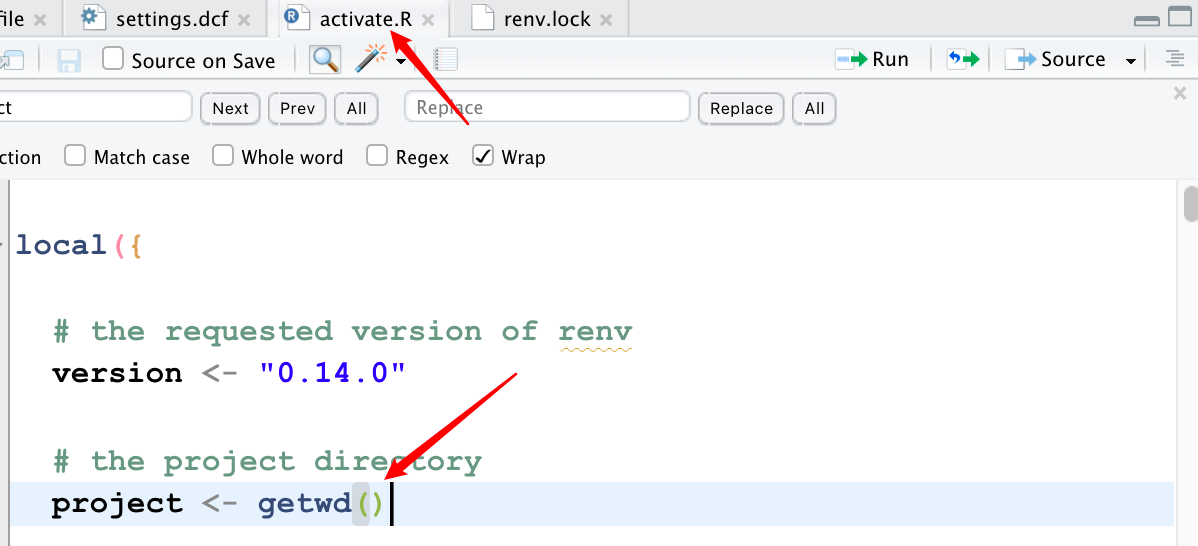 file settings.dcf activate.R renv.lock
Source on Save Run Source
ct Next Prev All Replace Replace All
ction Match case Whole word Regex Wrap
local({
# the requested version of renv
version <- "0.14.0"
# the project directory
project <- getwd()